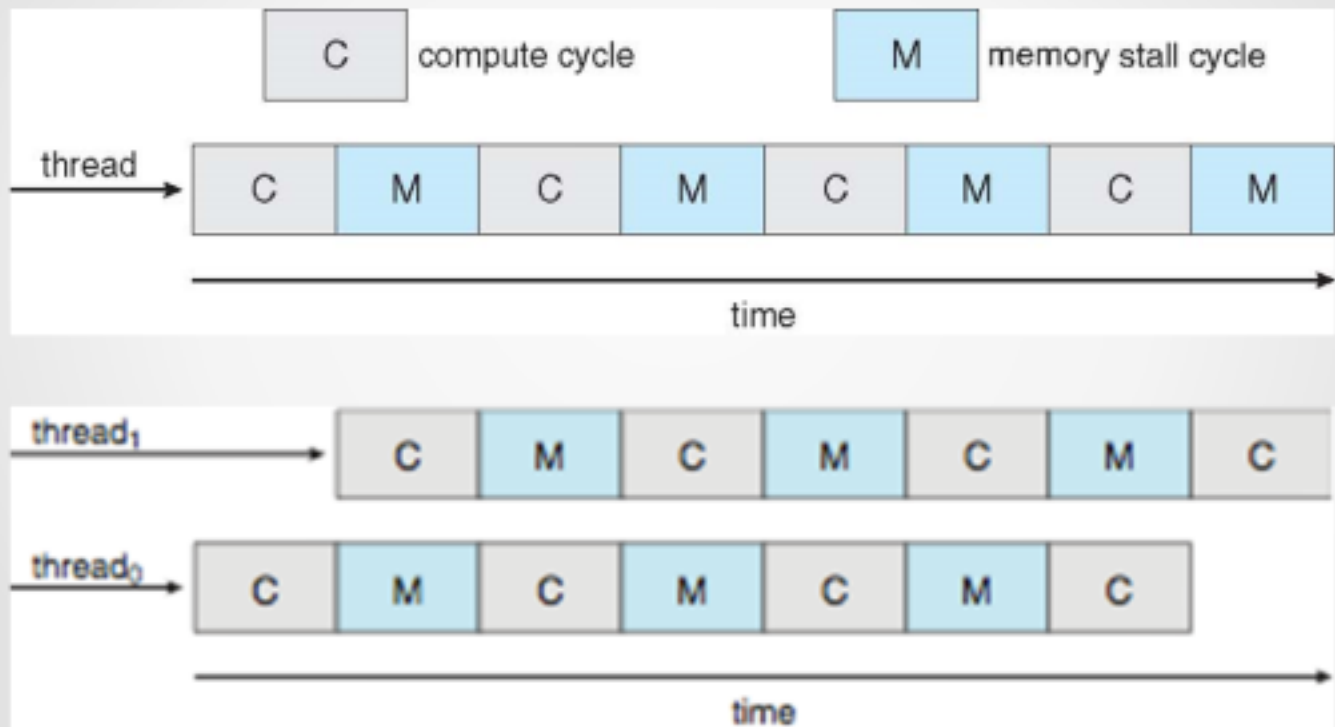 C compute cycle M memory stall cycle
thread
C M C M C M C M
time
thread₁
C M C M C M C
thread₀
C M C M C M C
time